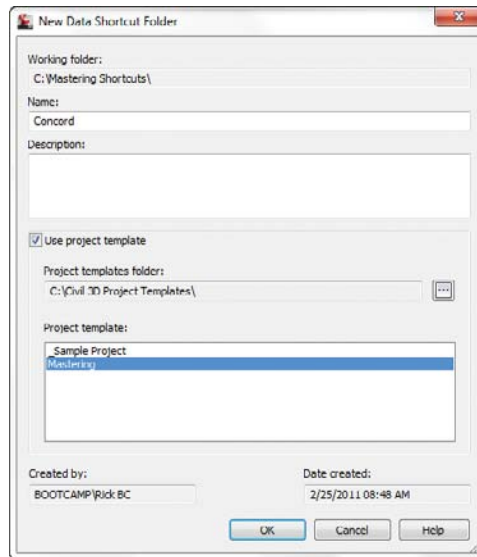 New Data Shortcut Folder
Working folder:
C:\Mastering Shortcuts\
Name:
Concord
Description:
Use project template
Project templates folder:
C:\Civil 3D Project Templates\
...
Project template:
_Sample Project
Mastering
Created by:
Date created:
BOOTCAMP\Rick BC
2/25/2011 08:48 AM
OK
Cancel
Help